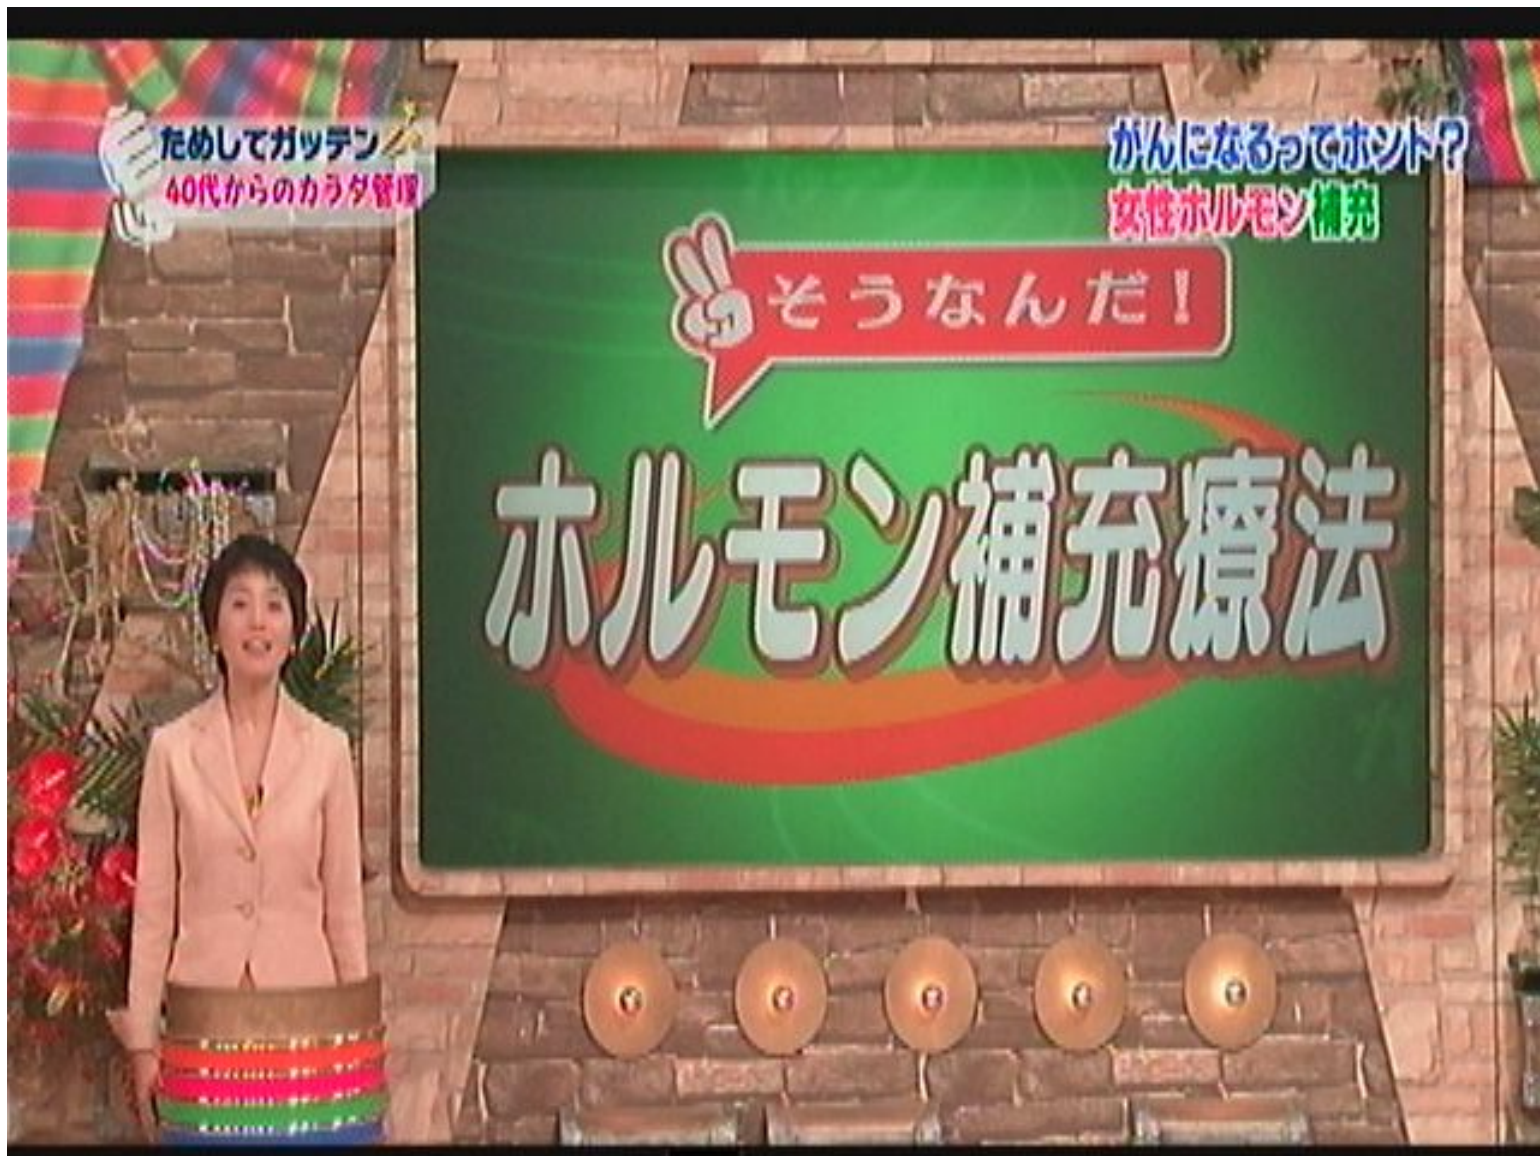 ためしてガッテン
40代からのカラダ管理
がんになるってホント?
女性ホルモン補充
そうなんだ!
ホルモン補充療法